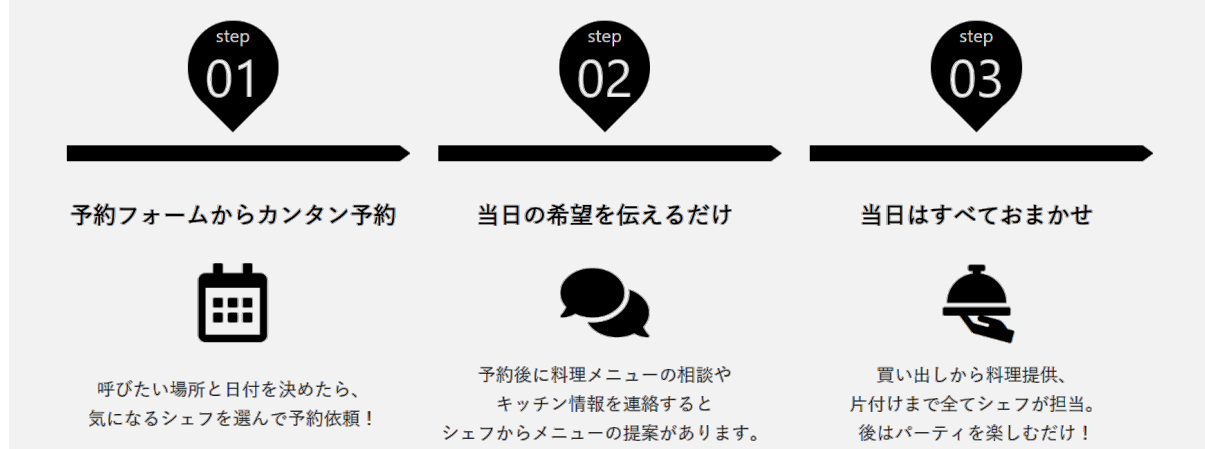 step
01
予約フォームからカンタン予約
呼びたい場所と日付を決めたら、
気になるシェフを選んで予約依頼！
step
02
当日の希望を伝えるだけ
予約後に料理メニューの相談や
キッチン情報を連絡すると
シェフからメニューの提案があります。
step
03
当日はすべておまかせ
買い出しから料理提供、
片付けまで全てシェフが担当。
後はパーティを楽しむだけ！